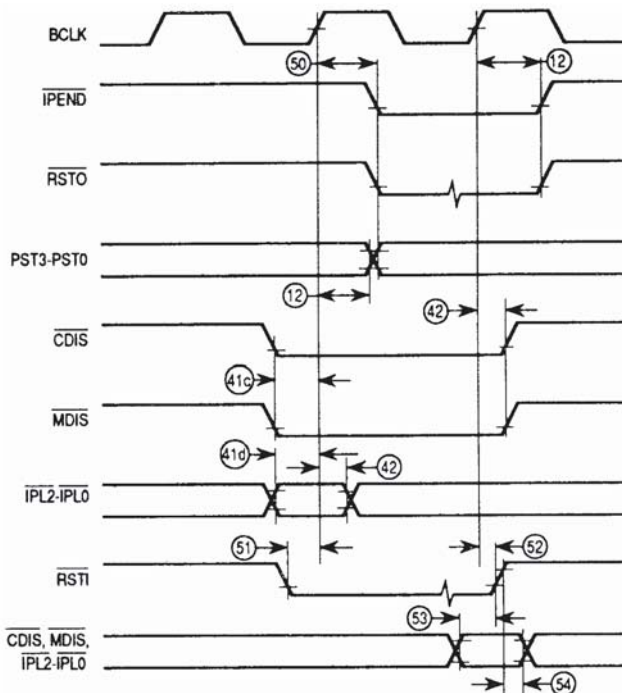 BCLK
50
12
IPEND
RSTO
PST3-PST0
12
42
CDIS
41c
MDIS
41d
42
IPL2-IPL0
51
52
RSTI
53
CDIS, MDIS,
IPL2-IPL0
54